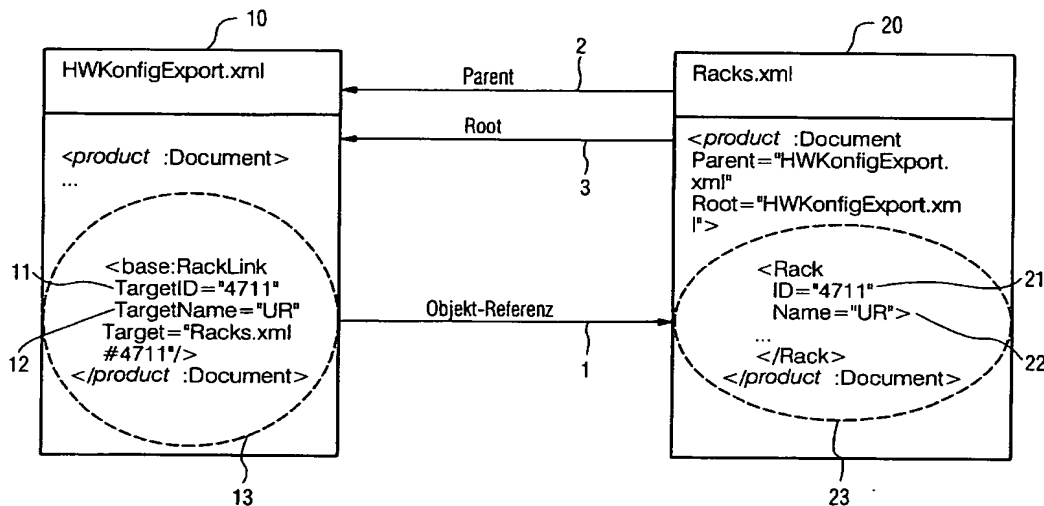 10
HWKonfigExport.xml
<product :Document>
...
<base:RackLink
TargetID="4711"
TargetName="UR"
Target="Racks.xml
#4711"/>
</product :Document>
11
12
13
2
Parent
Root
3
Objekt-Referenz
1
20
Racks.xml
<product :Document
Parent="HWKonfigExport.
xml"
Root="HWKonfigExport.xm
l">
<Rack
ID="4711"
Name="UR">
...
</Rack>
</product :Document>
21
22
23